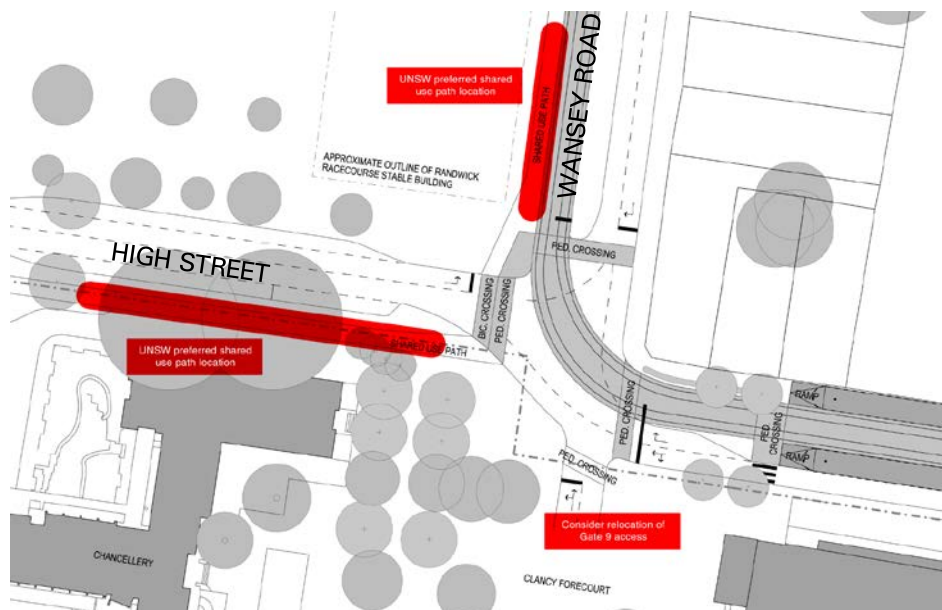 UNSW preferred shared
use path location
SHARED USE PATH
WANSEY ROAD
APPROXIMATE OUTLINE OF RANDWICK
RACECOURSE STABLE BUILDING
HIGH STREET
PED. CROSSING
BIC. CROSSING
PED. CROSSING
SHARED USE PATH
UNSW preferred shared
use path location
RAMP
PED. CROSSING
PED.
CROSSING
RAMP
PED. CROSSING
Consider relocation of
Gate 9 access
CHANCELLERY
CLANCY FORECOURT